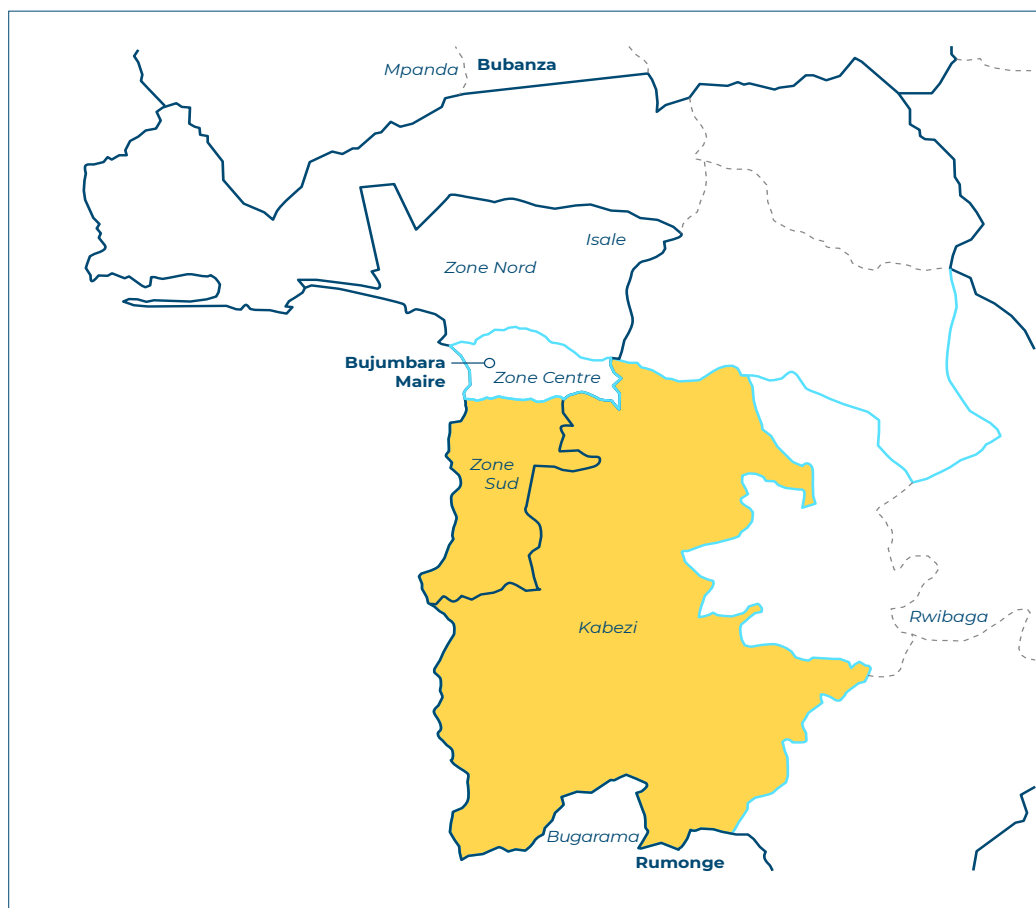 Mpanda
Bubanza
Isale
Zone Nord
Bujumbara
Maire
Zone Centre
Zone
Sud
Kabezi
Rwibaga
Bugarama
Rumonge